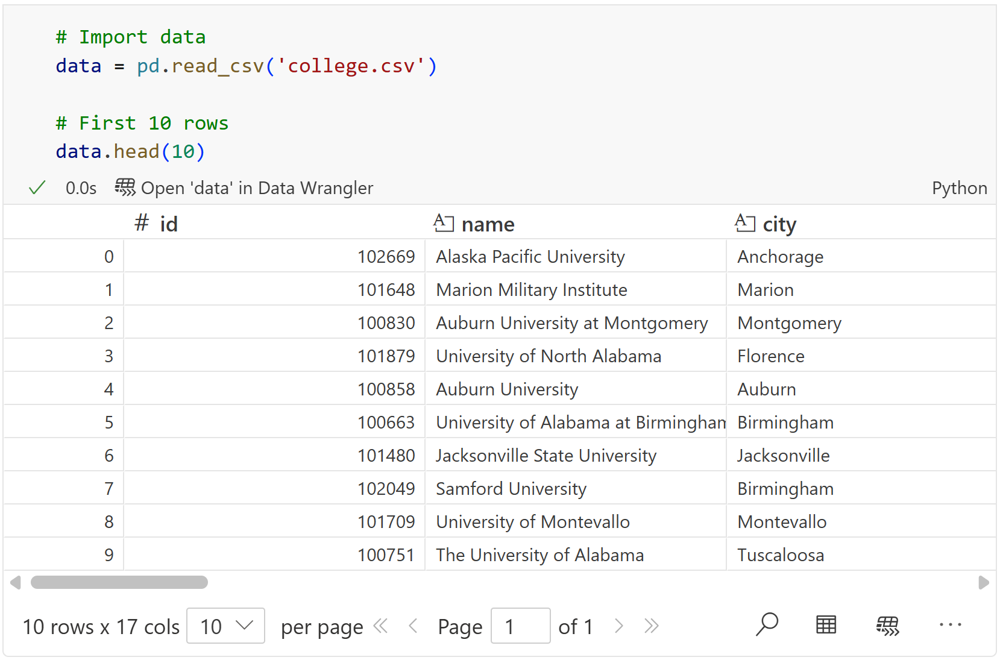 # Import data
data = pd.read_csv('college.csv')
# First 10 rows
data.head(10)
0.0s Open 'data' in Data Wrangler Python
# id name city
0 102669 Alaska Pacific University Anchorage
1 101648 Marion Military Institute Marion
2 100830 Auburn University at Montgomery Montgomery
3 101879 University of North Alabama Florence
4 100858 Auburn University Auburn
5 100663 University of Alabama at Birmingham Birmingham
6 101480 Jacksonville State University Jacksonville
7 102049 Samford University Birmingham
8 101709 University of Montevallo Montevallo
9 100751 The University of Alabama Tuscaloosa
10 rows x 17 cols 10 per page Page 1 of 1